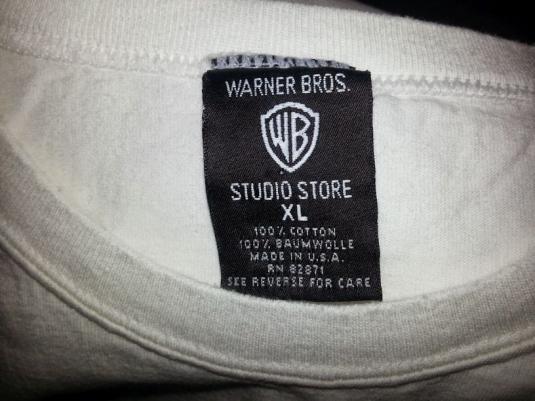 WARNER BROS.
WB
STUDIO STORE
XL
100% COTTON
100% BAUMWOLLE
MADE IN U.S.A.
RN 82871
SEE REVERSE FOR CARE